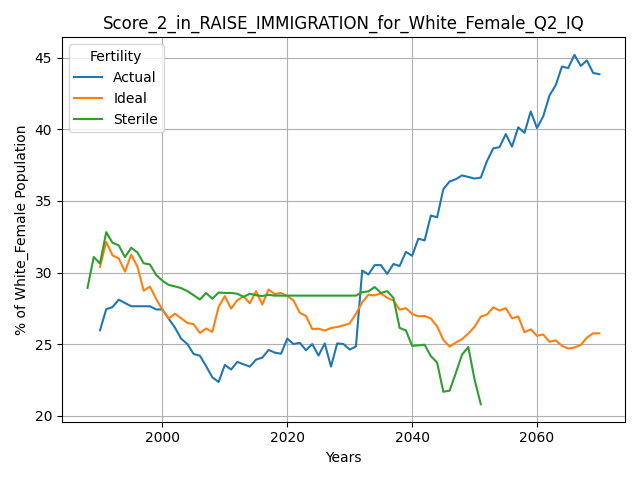 Score_2_in_RAISE_IMMIGRATION_for_White_Female_Q2_IQ
Fertility
Actual
Ideal
Sterile
% of White_Female Population
45
40
35
30
25
20
2000
2020
2040
2060
Years